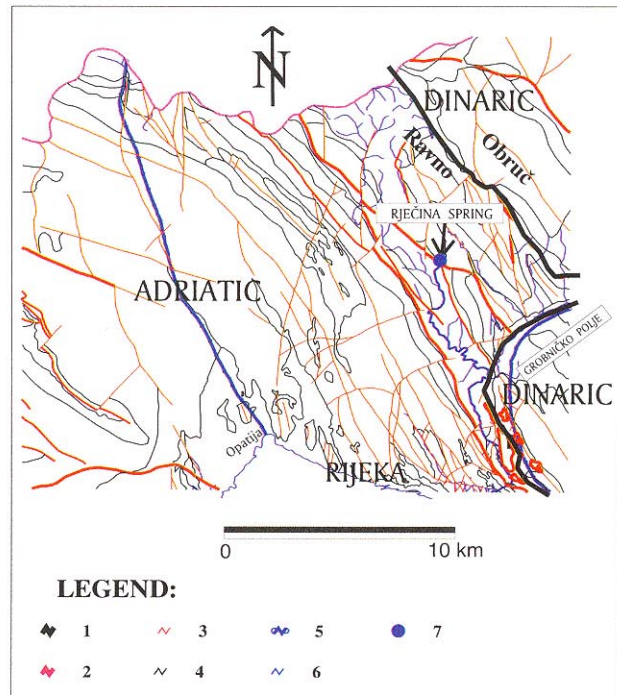 N
DINARIC
Ravno
Obruč
RJEČINA SPRING
ADRIATIC
GROBNIČKO POLJE
DINARIC
Opatija
RIJEKA
0 10 km
LEGEND:
1 3 5 7
2 4 6